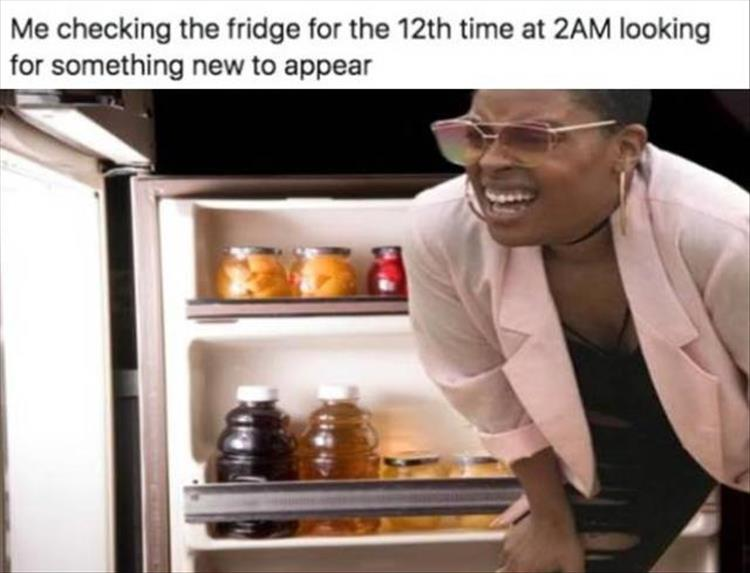 Me checking the fridge for the 12th time at 2AM looking
for something new to appear